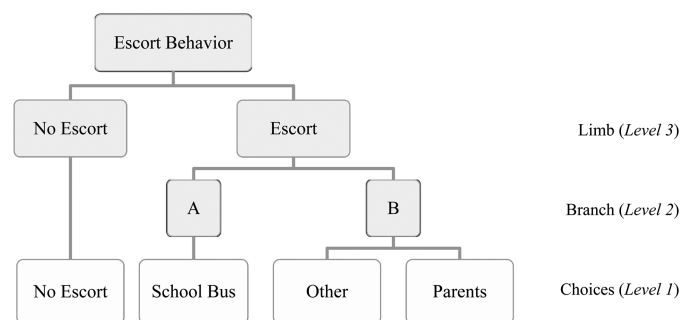 Escort Behavior
No Escort
Escort
Limb (Level 3)
A
B
Branch (Level 2)
No Escort
School Bus
Other
Parents
Choices (Level 1)